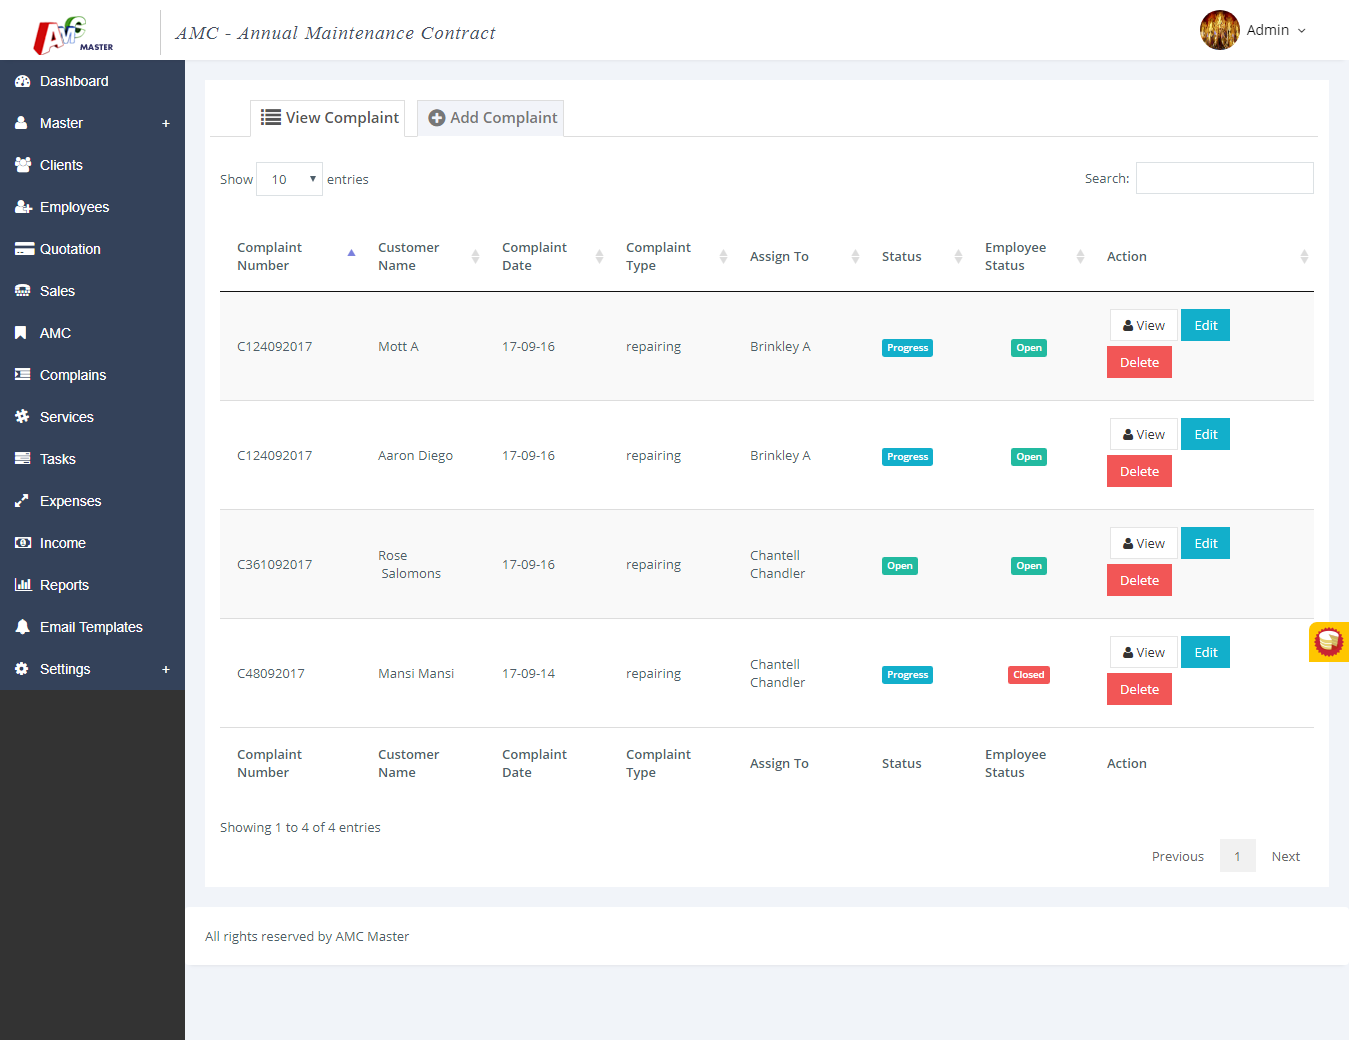 AMC MASTER
AMC - Annual Maintenance Contract
Admin
Dashboard
Master +
Clients
Employees
Quotation
Sales
AMC
Complains
Services
Tasks
Expenses
Income
Reports
Email Templates
Settings +
View Complaint Add Complaint
Show 10 entries Search:
Complaint Number Customer Name Complaint Date Complaint Type Assign To Status Employee Status Action
C124092017 Mott A 17-09-16 repairing Brinkley A Progress Open View Edit Delete
C124092017 Aaron Diego 17-09-16 repairing Brinkley A Progress Open View Edit Delete
C361092017 Rose Salomons 17-09-16 repairing Chantell Chandler Open Open View Edit Delete
C48092017 Mansi Mansi 17-09-14 repairing Chantell Chandler Progress Closed View Edit Delete
Complaint Number Customer Name Complaint Date Complaint Type Assign To Status Employee Status Action
Showing 1 to 4 of 4 entries
Previous 1 Next
All rights reserved by AMC Master